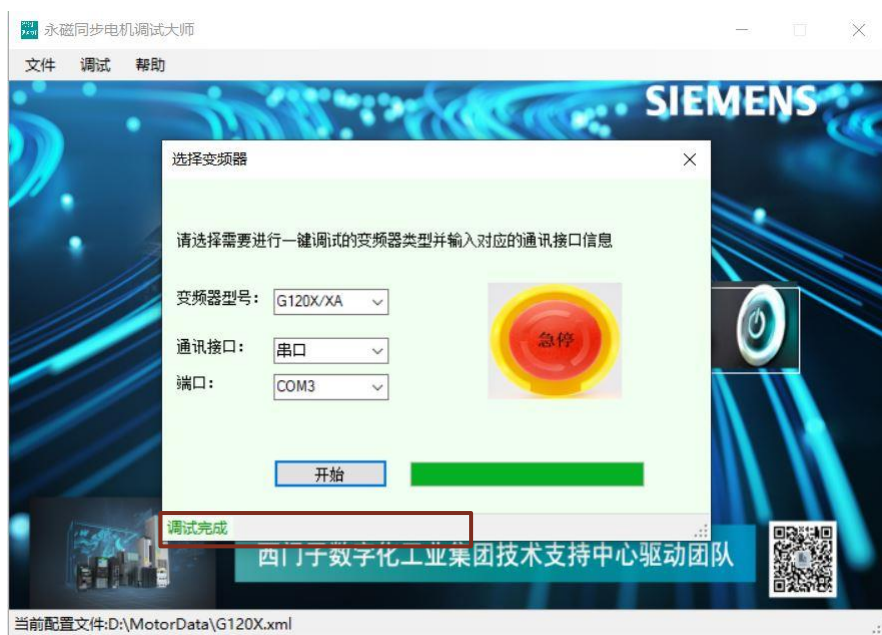 永磁同步电机调试大师
文件 调试 帮助
SIEMENS
选择变频器
请选择需要进行一键调试的变频器类型并输入对应的通讯接口信息
变频器型号： G120X/XA
急停
通讯接口： 串口
端口： COM3
开始
调试完成
西门子数字化工业集团技术支持中心驱动团队
当前配置文件:D:\MotorData\G120X.xml